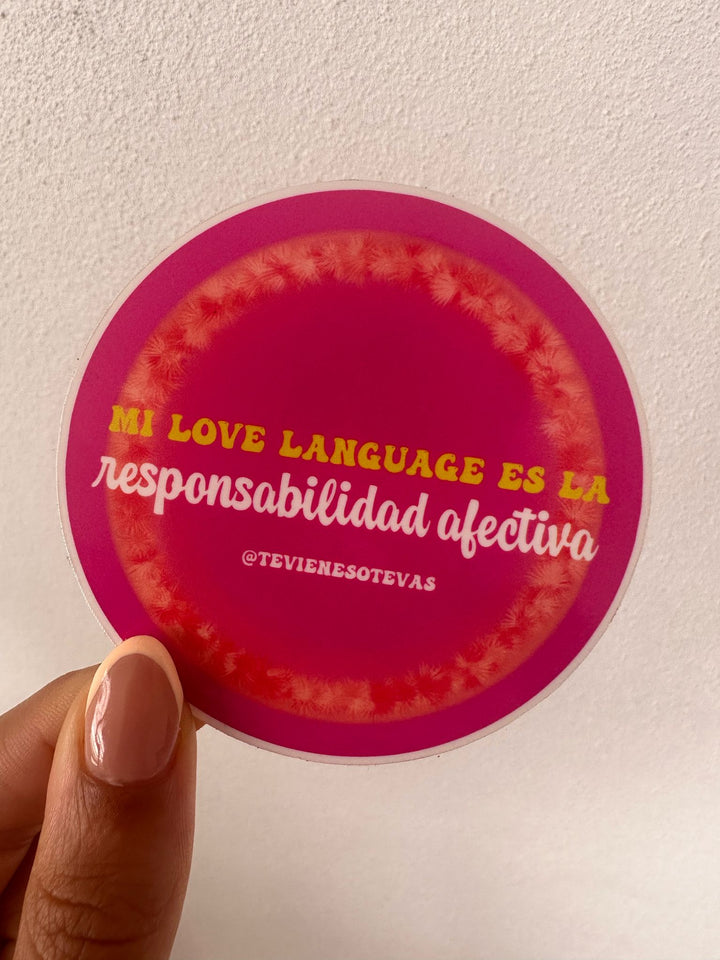 MI LOVE LANGUAGE ES LA
responsabilidad afectiva
@TEVIENESOTEVAS